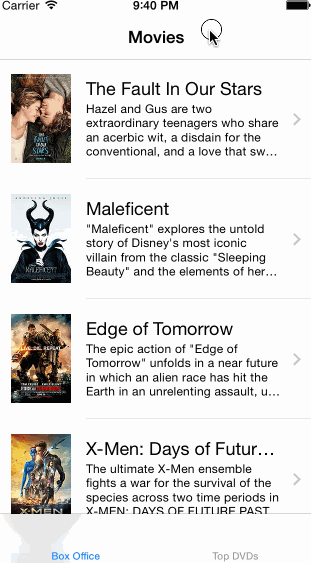 Carrier 9:40 PM
Movies
The Fault In Our Stars
Hazel and Gus are two
extraordinary teenagers who share
an acerbic wit, a disdain for the
conventional, and a love that sw...
Maleficent
"Maleficent" explores the untold
story of Disney's most iconic
villain from the classic "Sleeping
Beauty" and the elements of her...
Edge of Tomorrow
The epic action of "Edge of
Tomorrow" unfolds in a near future
in which an alien race has hit the
Earth in an unrelenting assault, u...
X-Men: Days of Futur...
The ultimate X-Men ensemble
fights a war for the survival of the
species across two time periods in
X-MEN: DAYS OF FUTURE PAST
Box Office Top DVDs